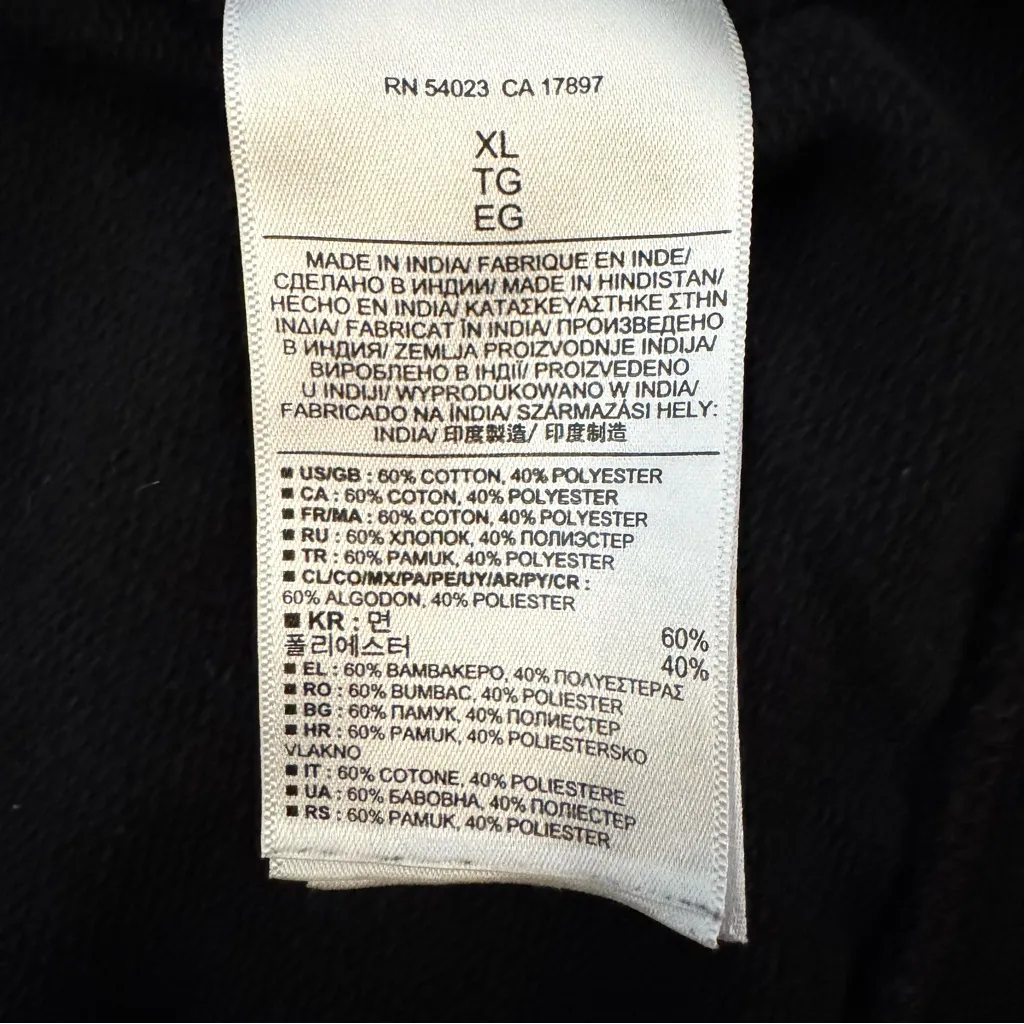 RN 54023 CA 17897
XL
TG
EG
MADE IN INDIA/ FABRIQUE EN INDE/
СДЕЛАНО В ИНДИИ/ MADE IN HINDISTAN/
HECHO EN INDIA/ ΚΑΤΑΣΚΕΥΑΣΤΗΚΕ ΣΤΗΝ
ΙΝΔΙΑ/ FABRICAT ÎN INDIA/ ПРОИЗВЕДЕНО
В ИНДИЯ/ ZEMLJA PROIZVODNJE INDIJA/
ВИРОБЛЕНО В ІНДІЇ/ PROIZVEDENO
U INDIJI/ WYPRODUKOWANO W INDIA/
FABRICADO NA ÍNDIA/ SZÁRMAZÁSI HELY:
INDIA/ 印度製造/ 印度制造
■ US/GB : 60% COTTON, 40% POLYESTER
■ CA : 60% COTON, 40% POLYESTER
■ FR/MA : 60% COTON, 40% POLYESTER
■ RU : 60% ХЛОПОК, 40% ПОЛИЭСТЕР
■ TR : 60% PAMUK, 40% POLYESTER
■ CL/CO/MX/PA/PE/UY/AR/PY/CR :
60% ALGODON, 40% POLIESTER
■ KR : 면 60%
폴리에스터 40%
■ EL : 60% ΒΑΜΒΑΚΕΡΟ, 40% ΠΟΛΥΕΣΤΕΡΑΣ
■ RO : 60% BUMBAC, 40% POLIESTER
■ BG : 60% ПАМУК, 40% ПОЛИЕСТЕР
■ HR : 60% PAMUK, 40% POLIESTERSKO
VLAKNO
■ IT : 60% COTONE, 40% POLIESTERE
■ UA : 60% БАВОВНА, 40% ПОЛІЕСТЕР
■ RS : 60% PAMUK, 40% POLIESTER